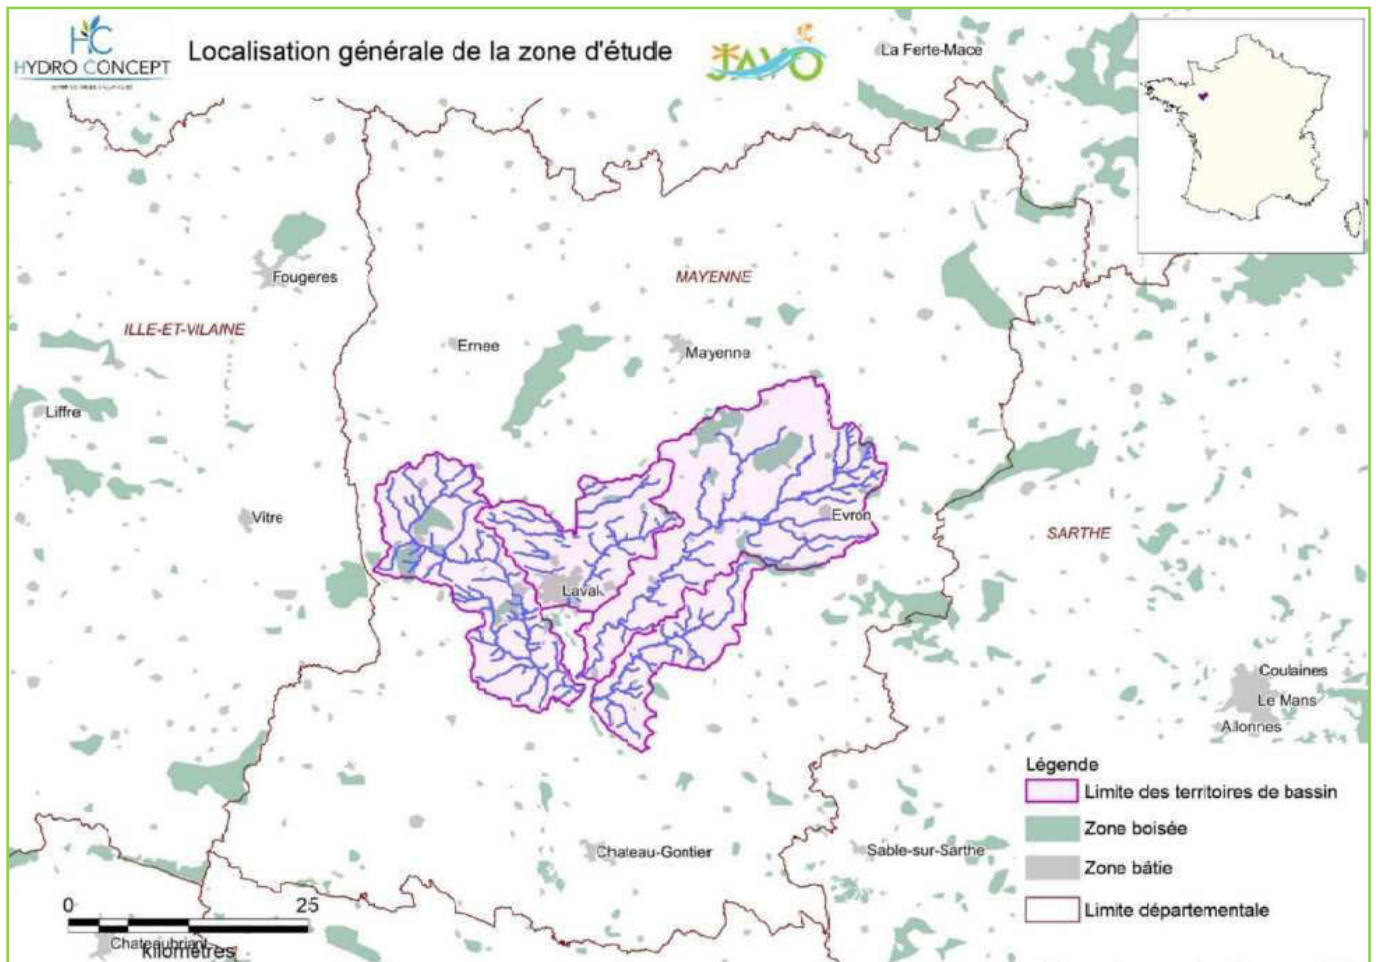 HC
HYDRO CONCEPT
Localisation générale de la zone d'étude
JAVO
La Ferte-Mace
Fougeres
MAYENNE
ILLE-ET-VILAINE
Ernee
Mayenne
Liffre
Vitre
Evron
SARTHE
Laval
Coulaines
Le Mans
Allonnes
Légende
Limite des territoires de bassin
Zone boisée
Chateau-Gontier
Sable-sur-Sarthe
Zone bâtie
0
25
Limite départementale
Chateaubriant
kilomètres